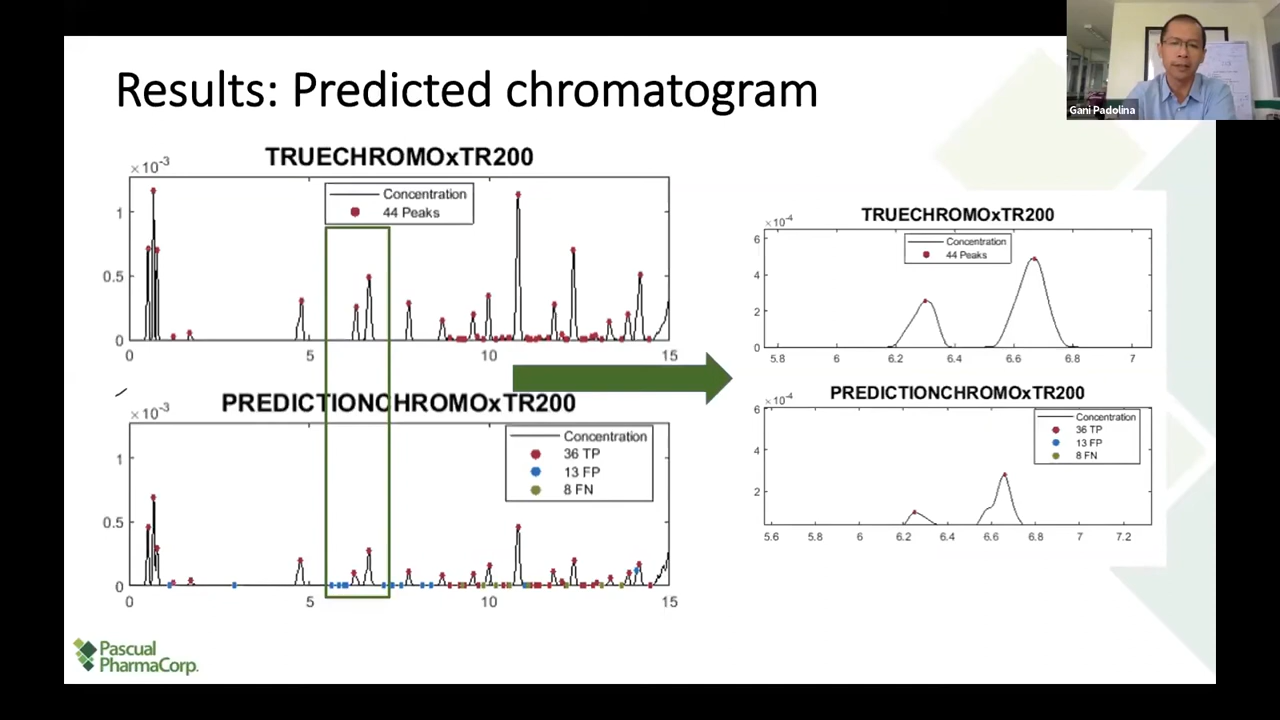 Results: Predicted chromatogram
Gani Padolina
TRUECHROMOxTR200
×10⁻³
Concentration
44 Peaks
1
0.5
0
0 5 10 15
PREDICTIONCHROMOxTR200
×10⁻³
Concentration
36 TP
13 FP
8 FN
1
0.5
0
0 5 10 15
TRUECHROMOxTR200
×10⁻⁴
Concentration
44 Peaks
6
4
2
0
5.8 6 6.2 6.4 6.6 6.8 7
PREDICTIONCHROMOxTR200
×10⁻⁴
Concentration
36 TP
13 FP
8 FN
6
4
2
5.6 5.8 6 6.2 6.4 6.6 6.8 7 7.2
Pascual
PharmaCorp.